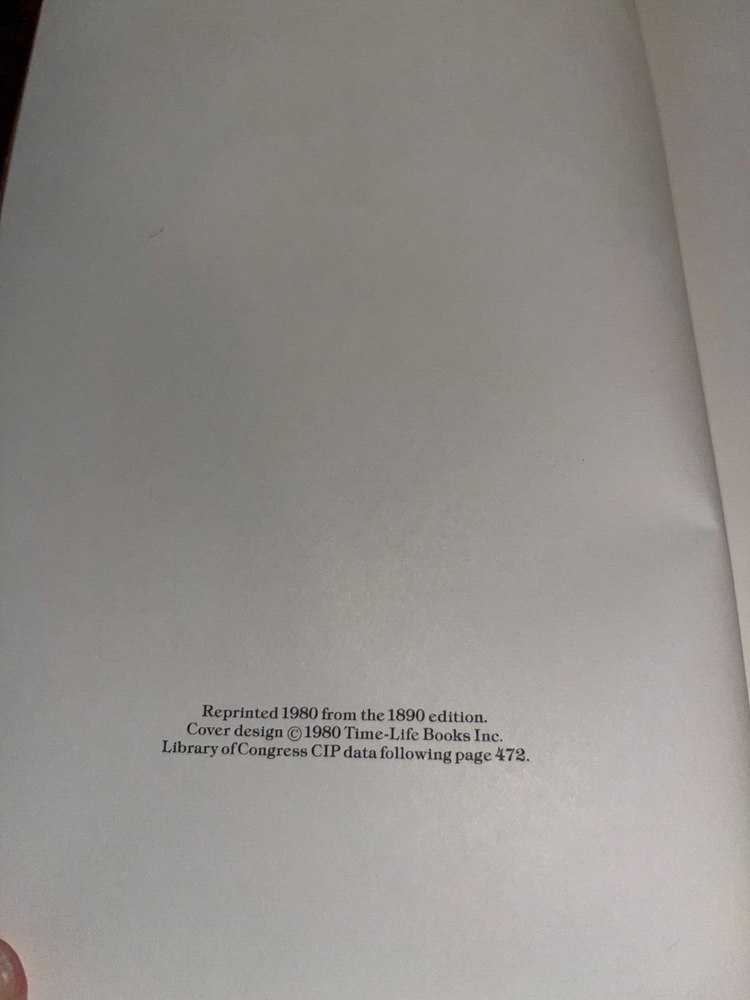 Reprinted 1980 from the 1890 edition.
Cover design ©1980 Time-Life Books Inc.
Library of Congress CIP data following page 472.